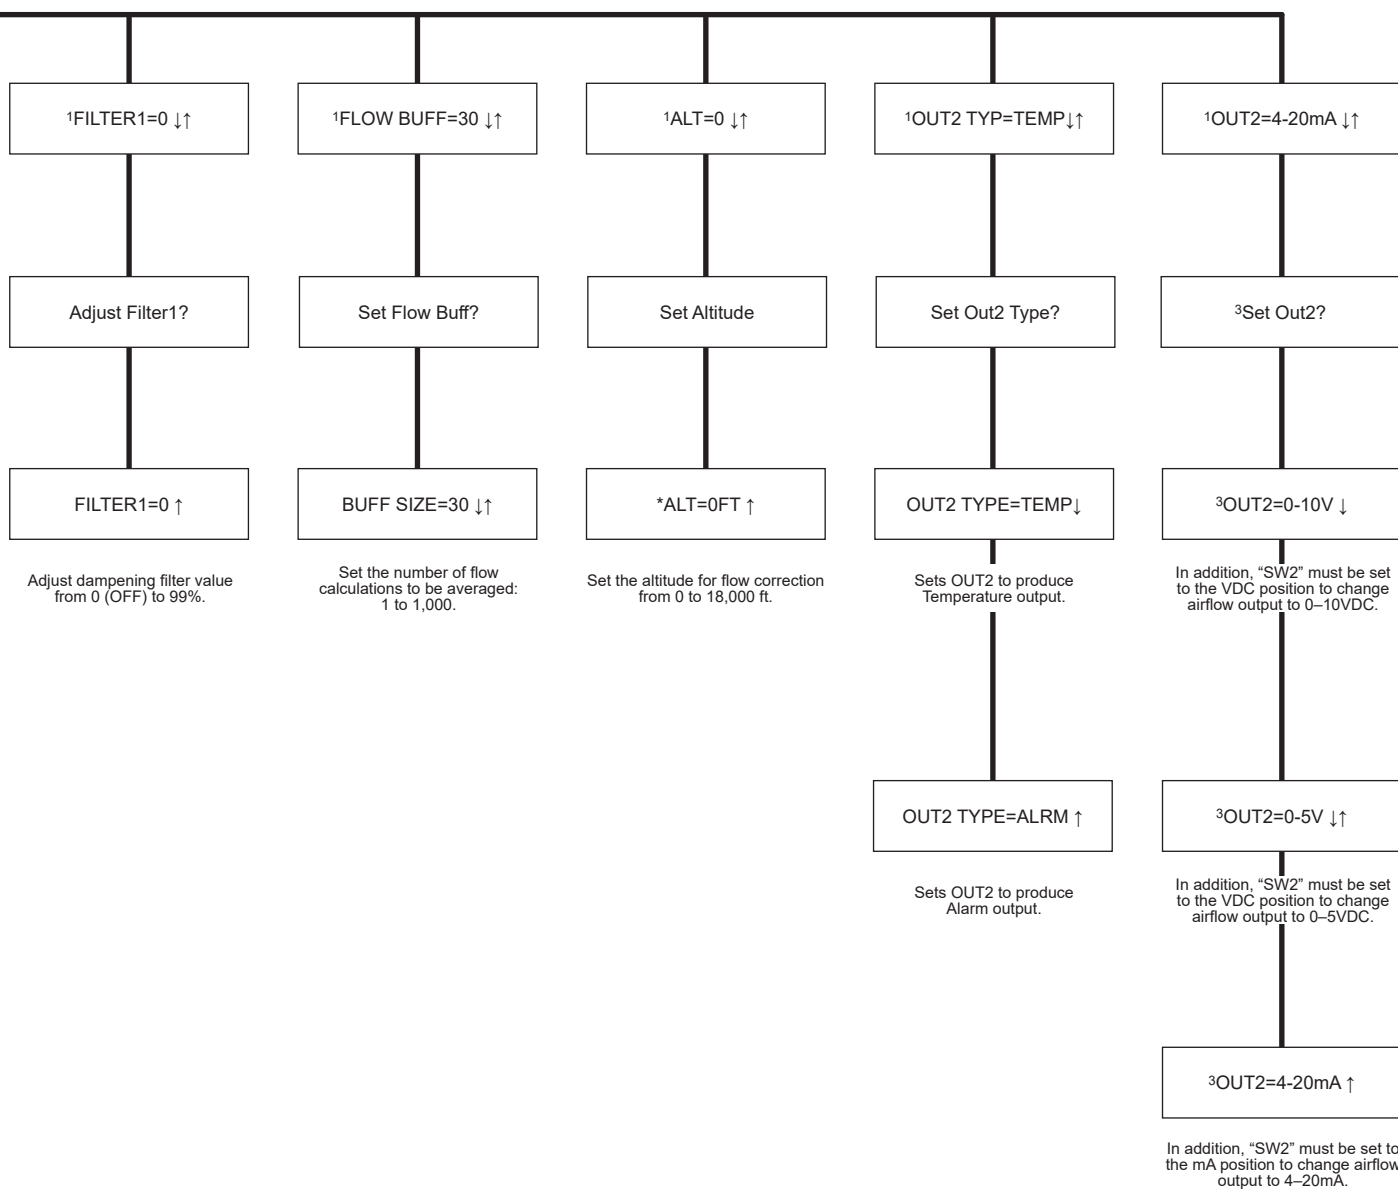 ¹FILTER1=0 ↓↑
¹FLOW BUFF=30 ↓↑
¹ALT=0 ↓↑
¹OUT2 TYP=TEMP↓↑
¹OUT2=4-20mA ↓↑
Adjust Filter1?
Set Flow Buff?
Set Altitude
Set Out2 Type?
³Set Out2?
FILTER1=0 ↑
BUFF SIZE=30 ↓↑
*ALT=0FT ↑
OUT2 TYPE=TEMP↓
³OUT2=0-10V ↓
Adjust dampening filter value
from 0 (OFF) to 99%.
Set the number of flow
calculations to be averaged:
1 to 1,000.
Set the altitude for flow correction
from 0 to 18,000 ft.
Sets OUT2 to produce
Temperature output.
In addition, “SW2” must be set
to the VDC position to change
airflow output to 0–10VDC.
OUT2 TYPE=ALRM ↑
³OUT2=0-5V ↓↑
Sets OUT2 to produce
Alarm output.
In addition, “SW2” must be set
to the VDC position to change
airflow output to 0–5VDC.
³OUT2=4-20mA ↑
In addition, “SW2” must be set to
the mA position to change airflow
output to 4–20mA.